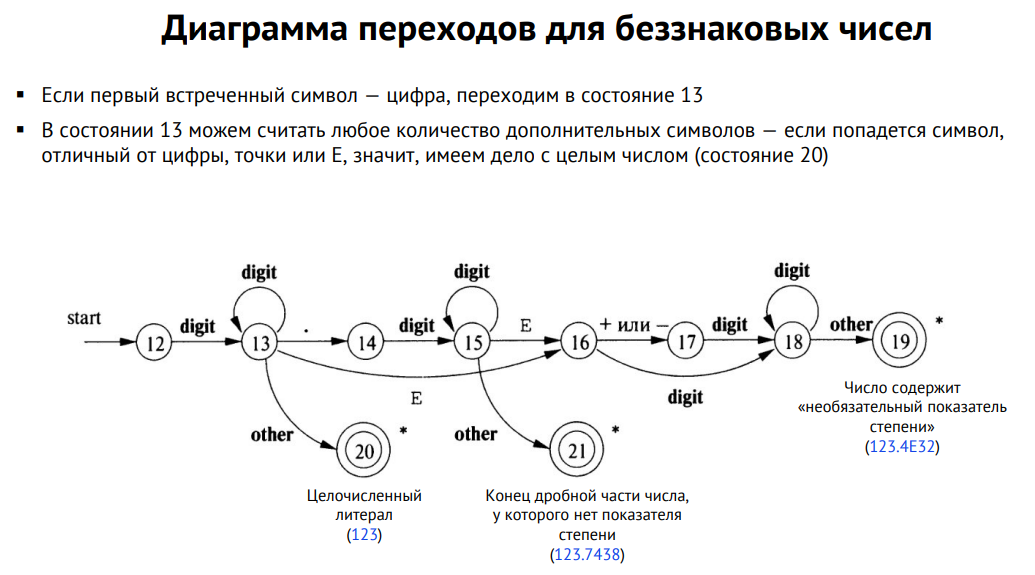 Диаграмма переходов для беззнаковых чисел
▪ Если первый встреченный символ — цифра, переходим в состояние 13
▪ В состоянии 13 можем считать любое количество дополнительных символов — если попадется символ,
отличный от цифры, точки или E, значит, имеем дело с целым числом (состояние 20)
digit
digit
digit
start
digit
.
digit
E
+ или –
digit
other
*
12
13
14
15
16
17
18
19
E
digit
other
*
other
*
20
21
Число содержит
«необязательный показатель
степени»
(123.4E32)
Целочисленный
литерал
(123)
Конец дробной части числа,
у которого нет показателя
степени
(123.7438)